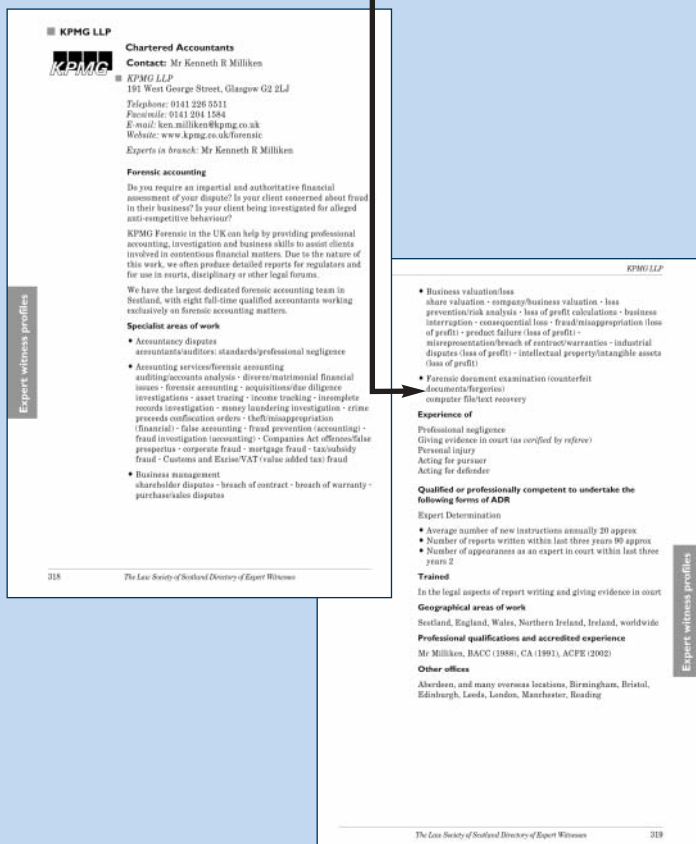 KPMG LLP
KPMG
Chartered Accountants
Contact: Mr Kenneth R Milliken
KPMG LLP
191 West George Street, Glasgow G2 2LJ
Telephone: 0141 226 5511
Facsimile: 0141 204 1584
E-mail: ken.milliken@kpmg.co.uk
Website: www.kpmg.co.uk/forensic
Experts in branch: Mr Kenneth R Milliken
Forensic accounting
Do you require an impartial and authoritative financial
assessment of your dispute? Is your client concerned about fraud
in their business? Is your client being investigated for alleged
anti-competitive behaviour?
KPMG Forensic in the UK can help by providing professional
accounting, investigation and business skills to assist clients
involved in contentious financial matters. Due to the nature of
this work, we often produce detailed reports for regulators and
for use in courts, disciplinary or other legal forums.
We have the largest dedicated forensic accounting team in
Scotland, with eight full-time qualified accountants working
exclusively on forensic accounting matters.
Specialist areas of work
• Accountancy disputes
accountants/auditors: standards/professional negligence
• Accounting services/forensic accounting
auditing/accounts analysis - divorce/matrimonial financial
issues - forensic accounting - acquisitions/due diligence
investigations - asset tracing - income tracking - incomplete
records investigation - money laundering investigation - crime
proceeds confiscation orders - theft/misappropriation
(financial) - false accounting - fraud prevention (accounting) -
fraud investigation (accounting) - Companies Act offences/false
prospectus - corporate fraud - mortgage fraud - tax/subsidy
fraud - Customs and Excise/VAT (value added tax) fraud
• Business management
shareholder disputes - breach of contract - breach of warranty -
purchase/sales disputes
Expert witness profiles
318
The Law Society of Scotland Directory of Expert Witnesses
KPMG LLP
• Business valuation/loss
share valuation - company/business valuation - loss
prevention/risk analysis - loss of profit calculations - business
interruption - consequential loss - fraud/misappropriation (loss
of profit) - product failure (loss of profit) -
misrepresentation/breach of contract/warranties - industrial
disputes (loss of profit) - intellectual property/intangible assets
(loss of profit)
• Forensic document examination (counterfeit
documents/forgeries)
computer file/text recovery
Experience of
Professional negligence
Giving evidence in court (as verified by referee)
Personal injury
Acting for pursuer
Acting for defender
Qualified or professionally competent to undertake the
following forms of ADR
Expert Determination
• Average number of new instructions annually 20 approx
• Number of reports written within last three years 90 approx
• Number of appearances as an expert in court within last three
years 2
Trained
In the legal aspects of report writing and giving evidence in court
Geographical areas of work
Scotland, England, Wales, Northern Ireland, Ireland, worldwide
Professional qualifications and accredited experience
Mr Milliken, BACC (1988), CA (1991), ACFE (2002)
Other offices
Aberdeen, and many overseas locations, Birmingham, Bristol,
Edinburgh, Leeds, London, Manchester, Reading
Expert witness profiles
The Law Society of Scotland Directory of Expert Witnesses
319